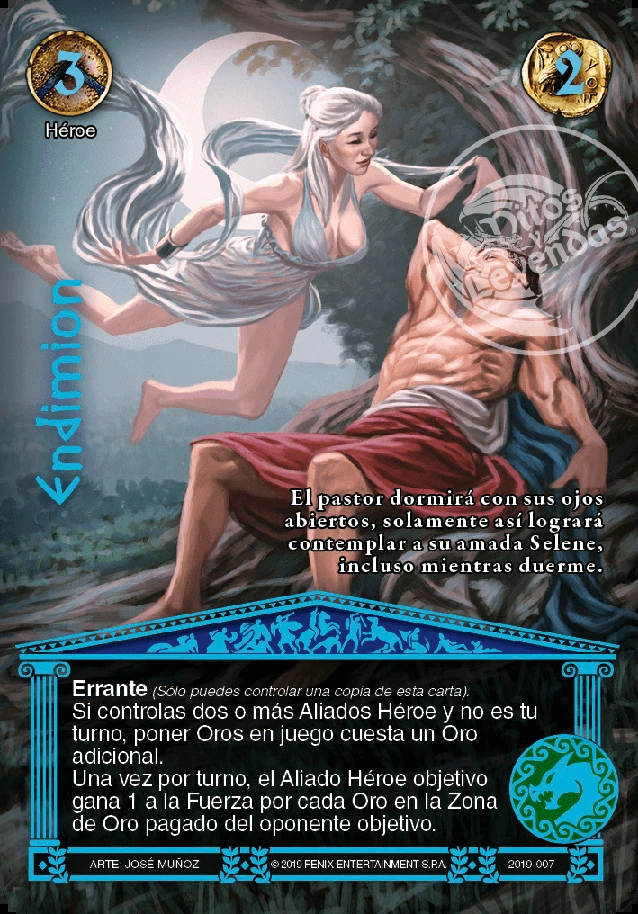 3
2
Héroe
Mitos
y
Leyendas
Endimion
El pastor dormirá con sus ojos
abiertos, solamente así logrará
contemplar a su amada Selene,
incluso mientras duerme.
Errante (Sólo puedes controlar una copia de esta carta).
Si controlas dos o más Aliados Héroe y no es tu
turno, poner Oros en juego cuesta un Oro
adicional.
Una vez por turno, el Aliado Héroe objetivo
gana 1 a la Fuerza por cada Oro en la Zona
de Oro pagado del oponente objetivo.
ARTE: JOSÉ MUÑOZ © 2019 FENIX ENTERTAINMENT S.P.A. 2019-007